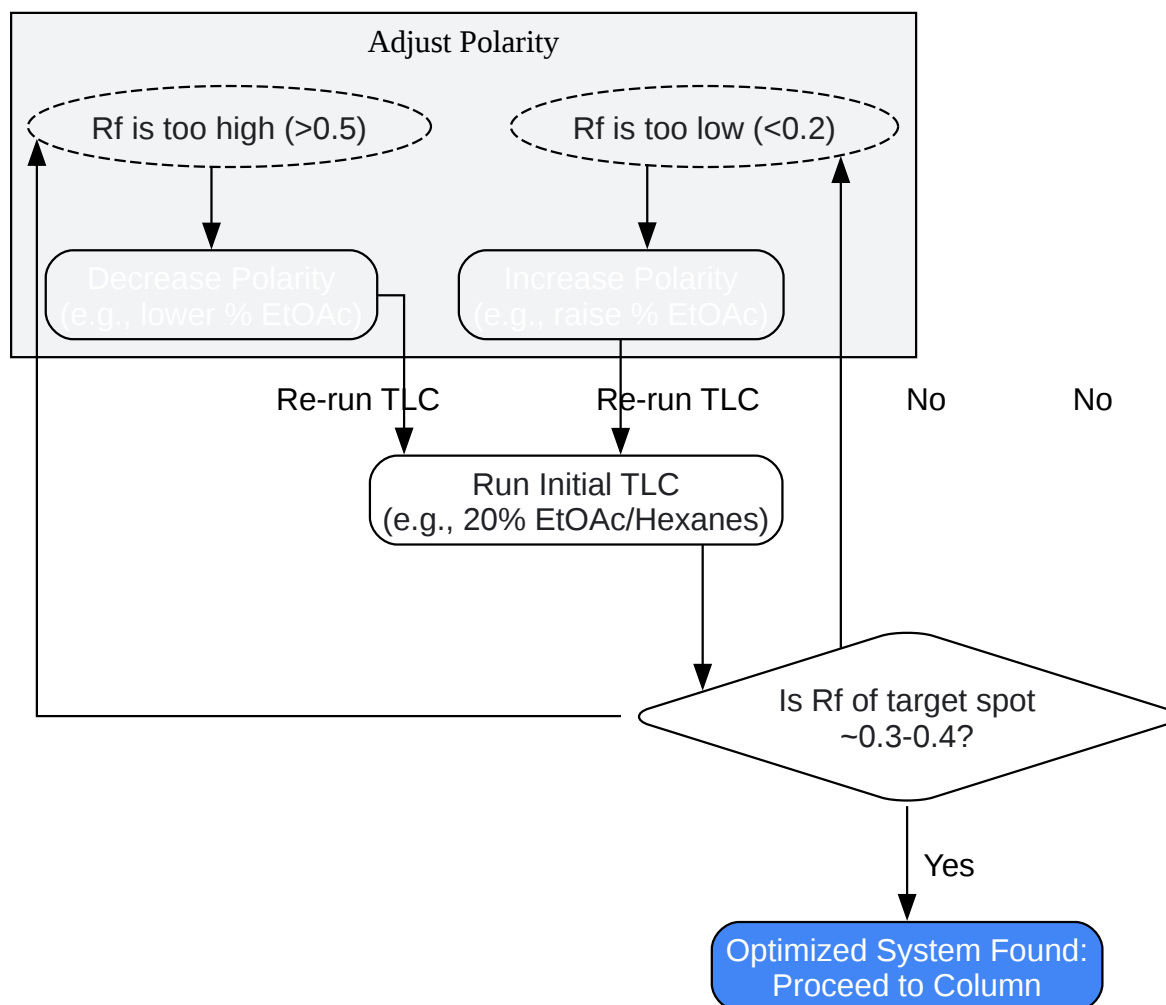 Adjust Polarity
Rf is too high (>0.5)
Rf is too low (<0.2)
Decrease Polarity
(e.g., lower % EtOAc)
Increase Polarity
(e.g., raise % EtOAc)
Re-run TLC
Re-run TLC
No
No
Run Initial TLC
(e.g., 20% EtOAc/Hexanes)
Is Rf of target spot
~0.3-0.4?
Yes
Optimized System Found:
Proceed to Column